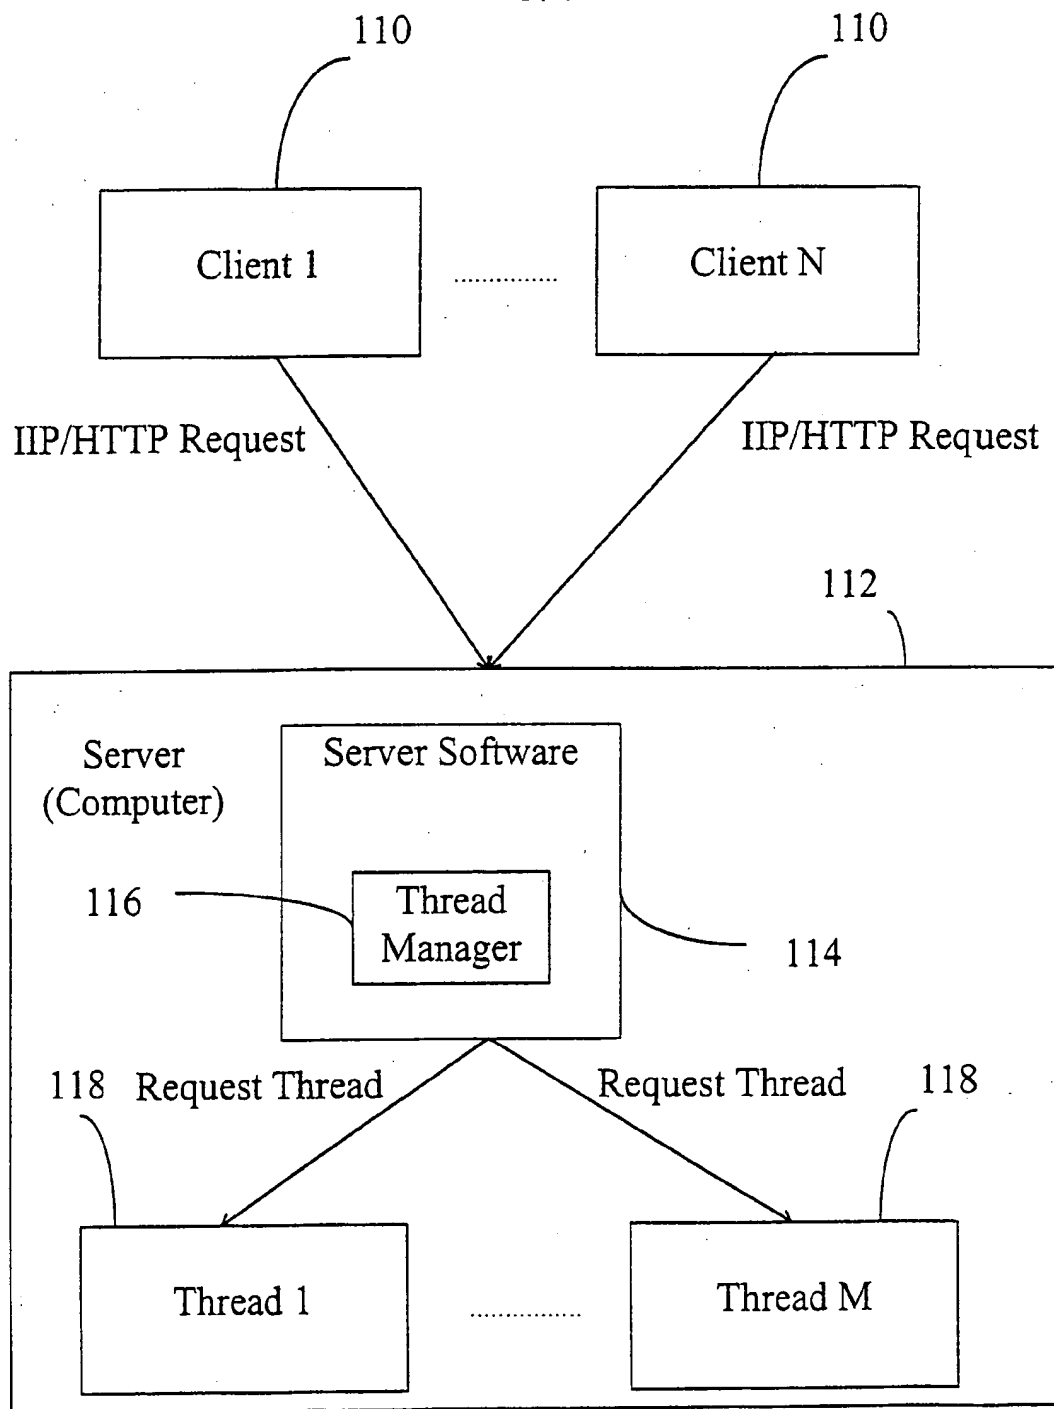 110
110
Client 1
..............
Client N
IIP/HTTP Request
IIP/HTTP Request
112
Server
(Computer)
Server Software
116
Thread
Manager
114
118
Request Thread
Request Thread
118
Thread 1
...............
Thread M